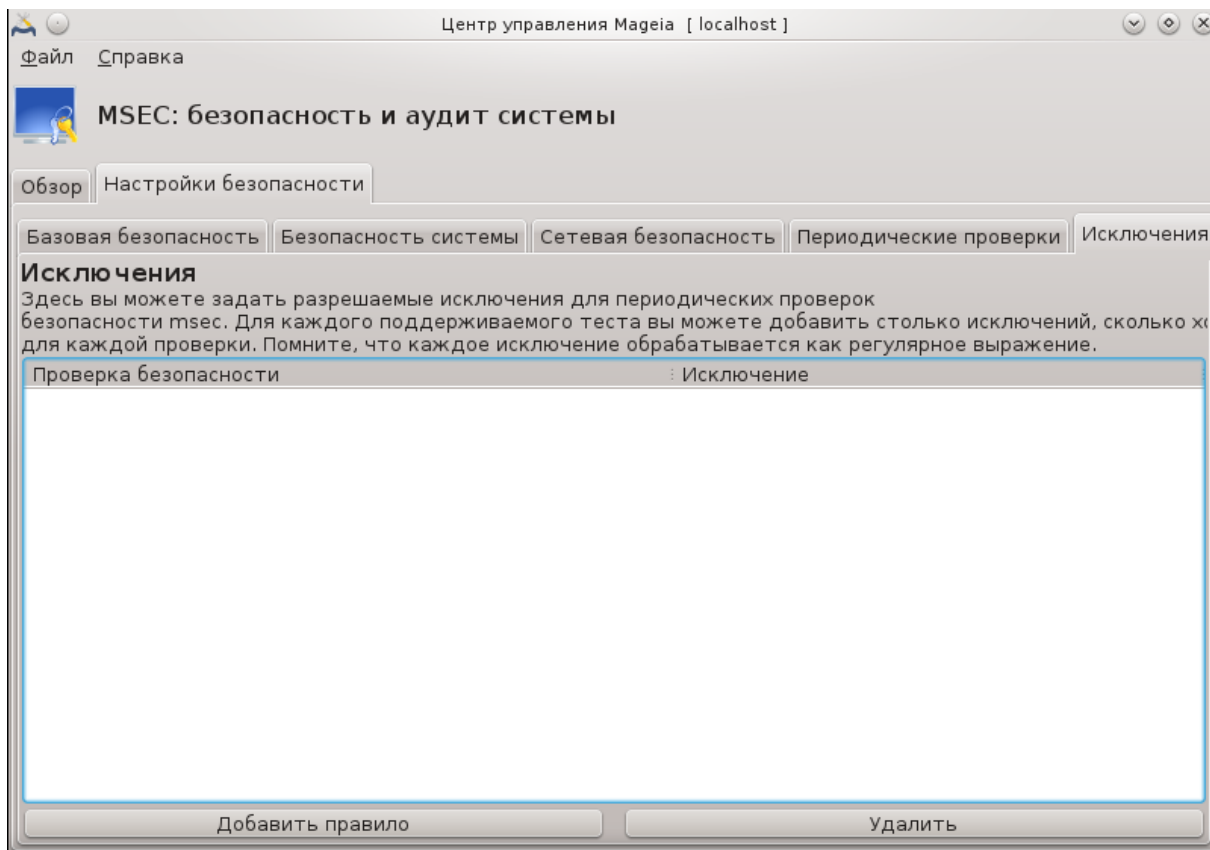 Центр управления Mageia [ localhost ]
Файл Справка
MSEC: безопасность и аудит системы
Обзор Настройки безопасности
Базовая безопасность Безопасность системы Сетевая безопасность Периодические проверки Исключения
Исключения
Здесь вы можете задать разрешаемые исключения для периодических проверок
безопасности msec. Для каждого поддерживаемого теста вы можете добавить столько исключений, сколько
для каждой проверки. Помните, что каждое исключение обрабатывается как регулярное выражение.
Проверка безопасности Исключение
Добавить правило Удалить